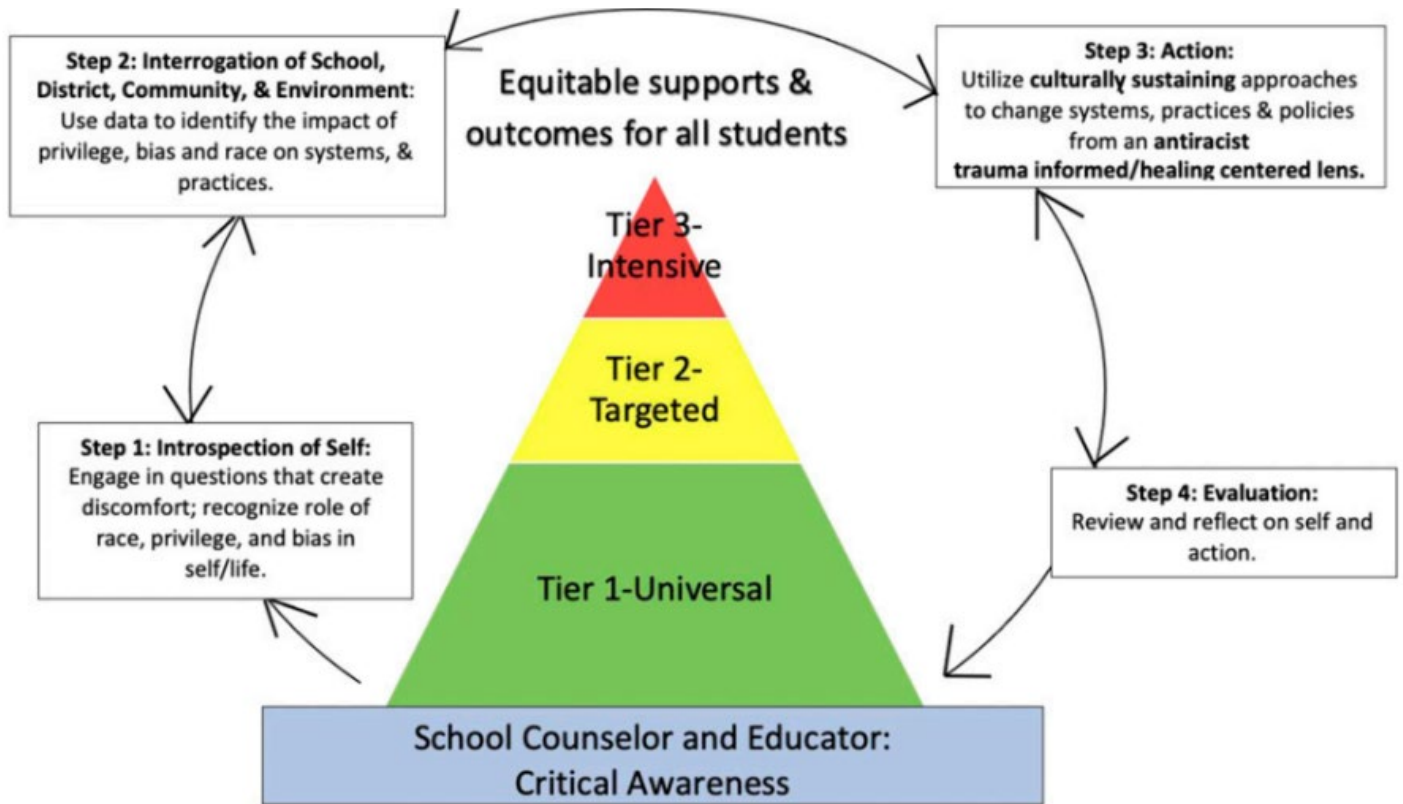 Step 2: Interrogation of School,
District, Community, & Environment:
Use data to identify the impact of
privilege, bias and race on systems, &
practices.
Equitable supports &
outcomes for all students
Step 3: Action:
Utilize culturally sustaining approaches
to change systems, practices & policies
from an antiracist
trauma informed/healing centered lens.
Tier 3-
Intensive
Tier 2-
Targeted
Tier 1-Universal
Step 1: Introspection of Self:
Engage in questions that create
discomfort; recognize role of
race, privilege, and bias in
self/life.
Step 4: Evaluation:
Review and reflect on self and
action.
School Counselor and Educator:
Critical Awareness